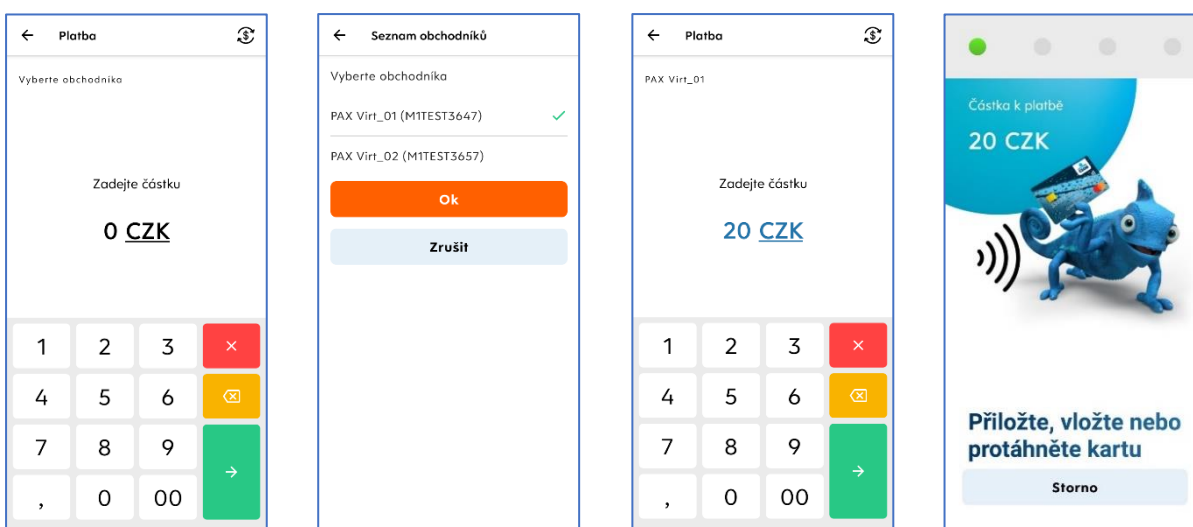 Platba
Vyberte obchodníka
Zadejte částku
0 CZK
1 2 3
4 5 6
7 8 9
, 0 00
Seznam obchodníků
Vyberte obchodníka
PAX Virt_01 (M1TEST3647)
PAX Virt_02 (M1TEST3657)
Ok
Zrušit
Platba
PAX Virt_01
Zadejte částku
20 CZK
1 2 3
4 5 6
7 8 9
, 0 00
Částka k platbě
20 CZK
Přiložte, vložte nebo
protáhněte kartu
Storno